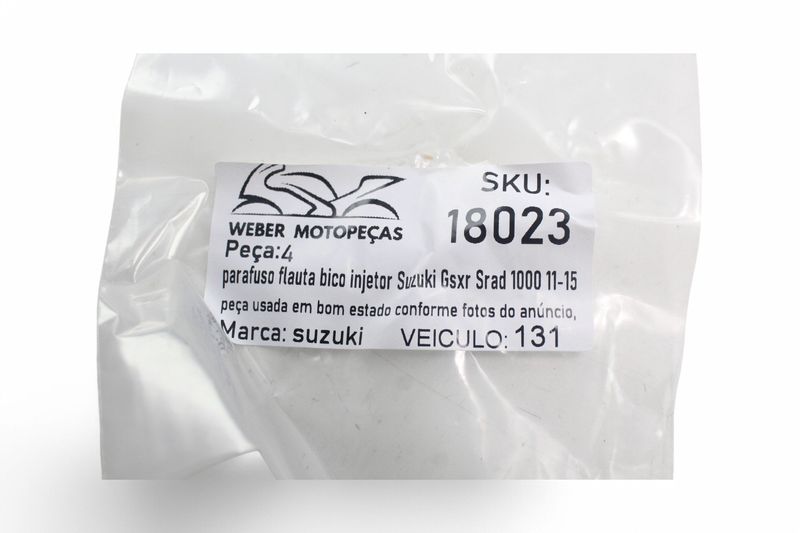 SKU:
18023
WEBER MOTOPEÇAS
Peça:4
parafuso flauta bico injetor Suzuki Gsxr Srad 1000 11-15
peça usada em bom estado conforme fotos do anúncio,
Marca: suzuki VEICULO: 131